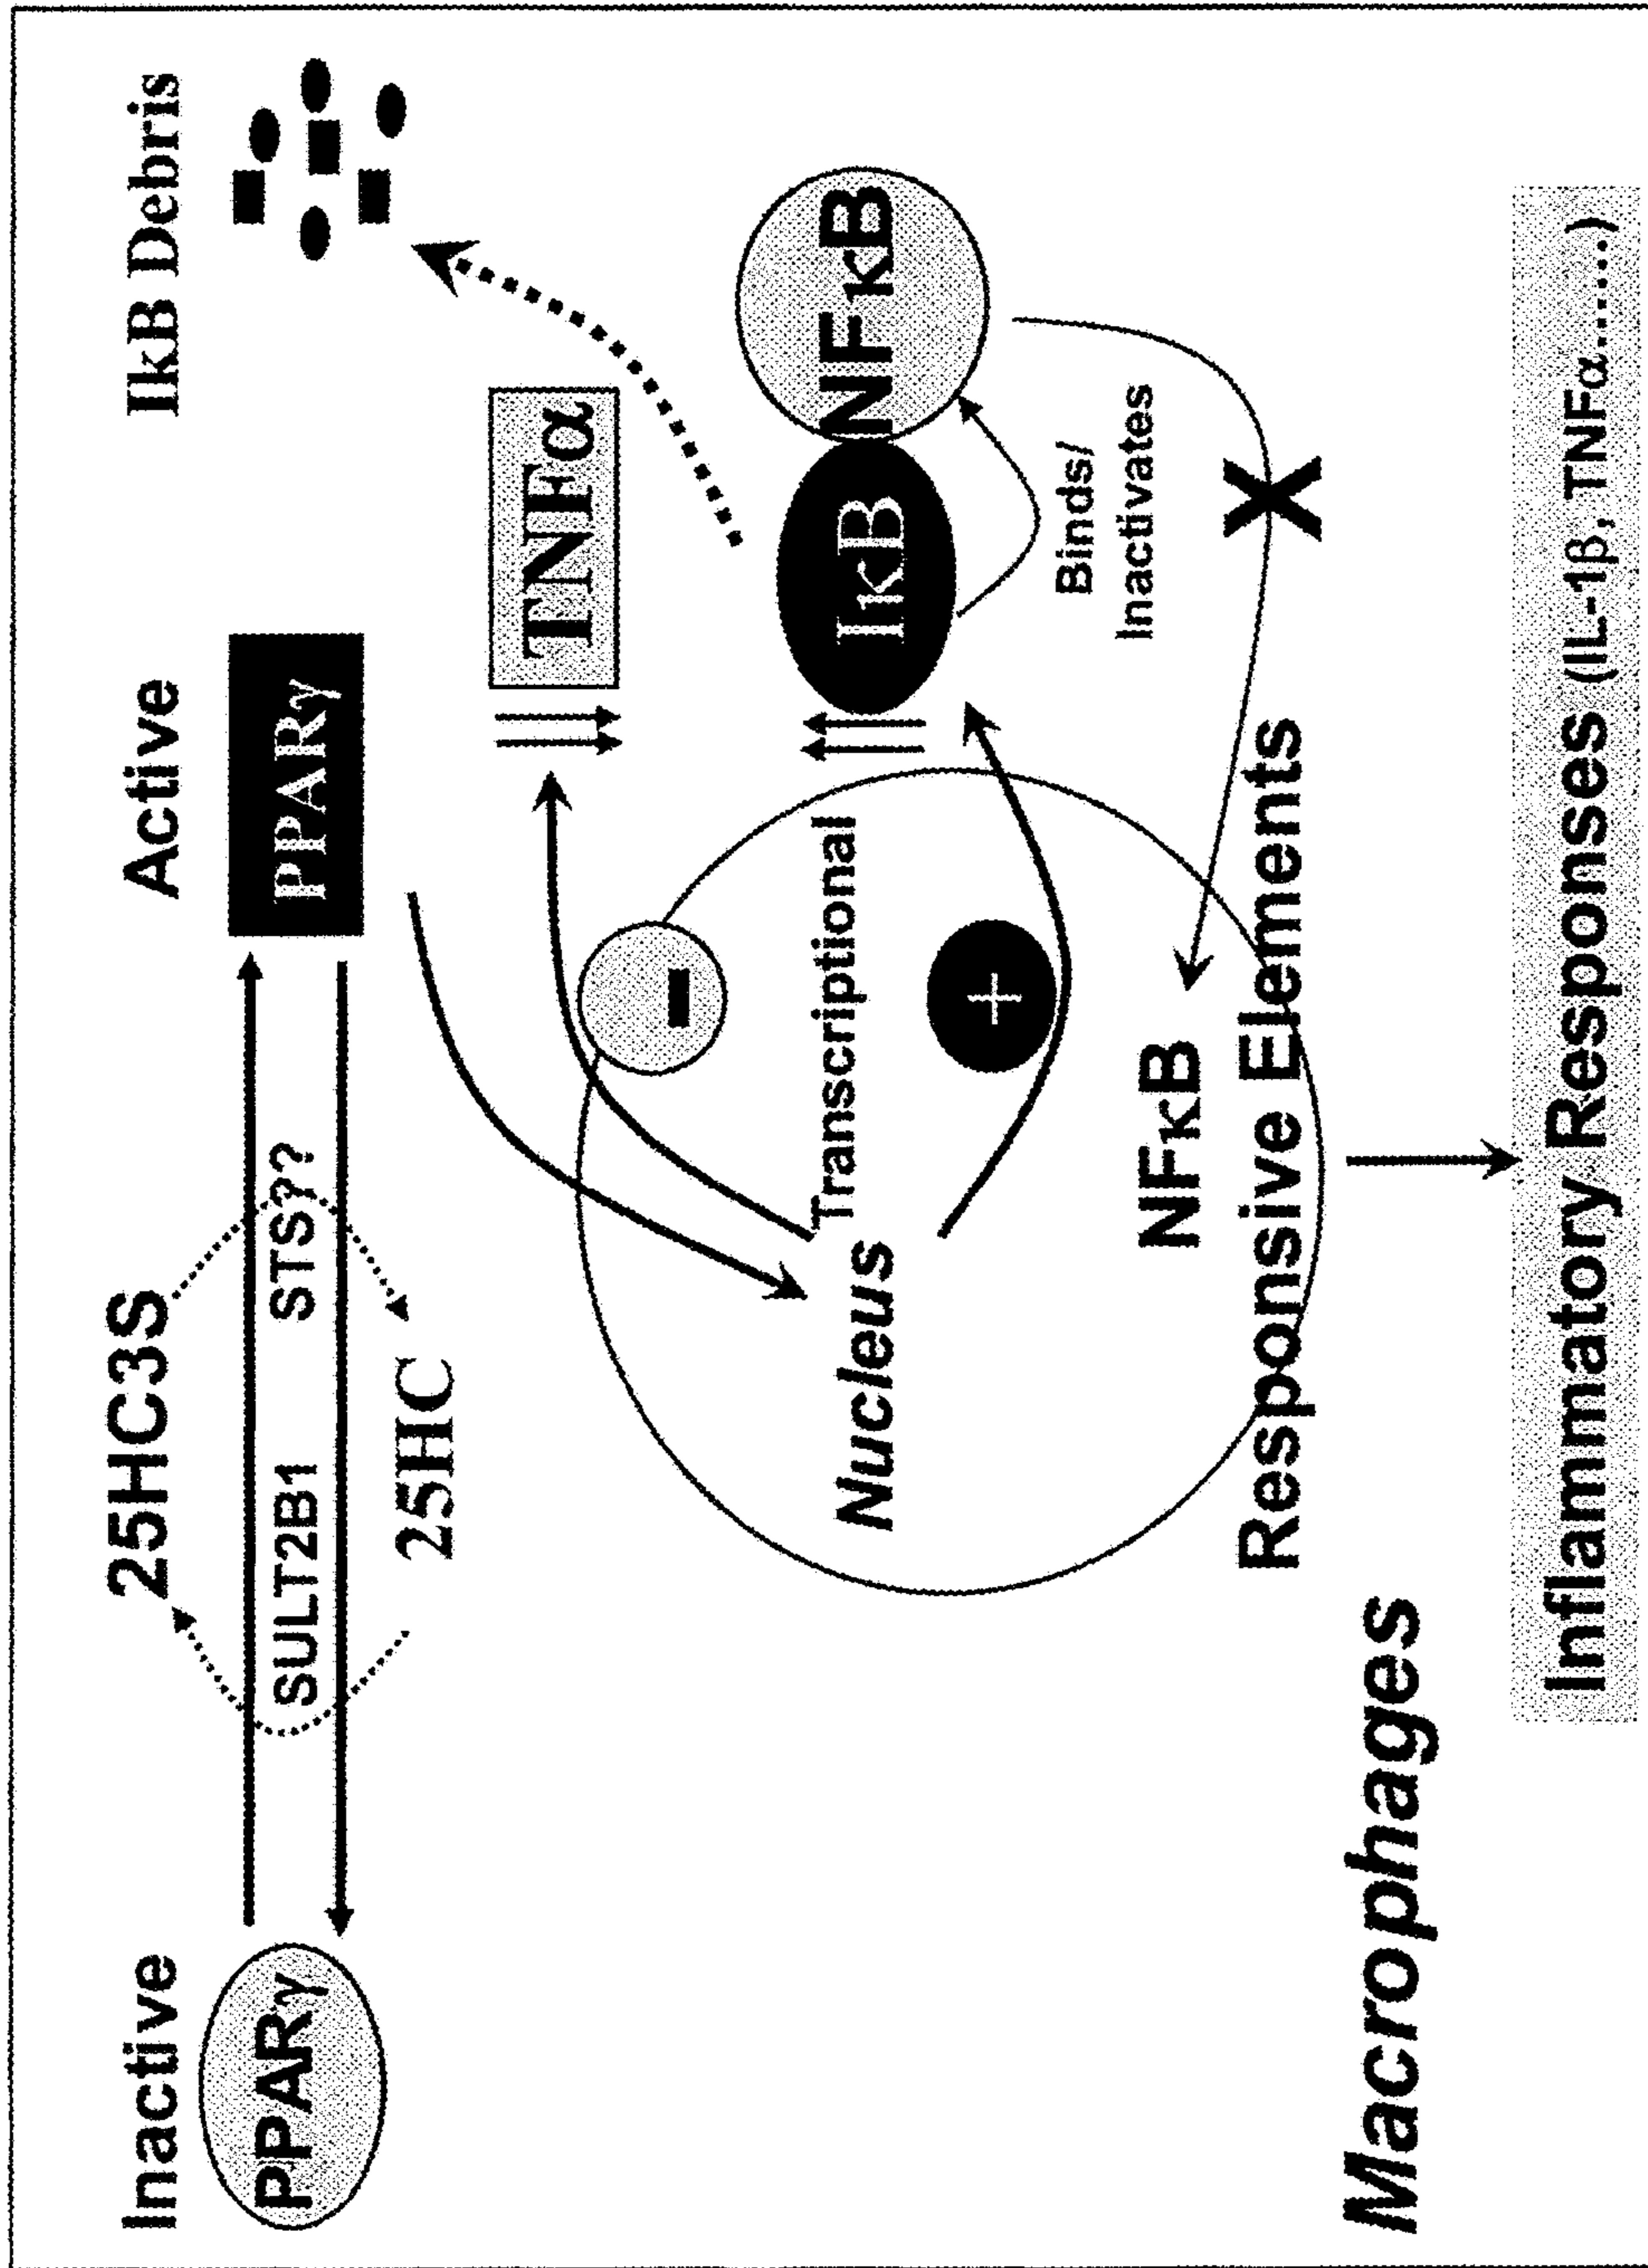 Inactive
Active
IkB Debris
25HC3S
PPARγ
SULT2B1
STS??
PPARγ
25HC
TNFα
Transcriptional
Nucleus
−
+
IκB
NFκB
Binds/
Inactivates
X
NFκB
Responsive Elements
Macrophages
Inflammatory Responses (IL-1β, TNFα......)